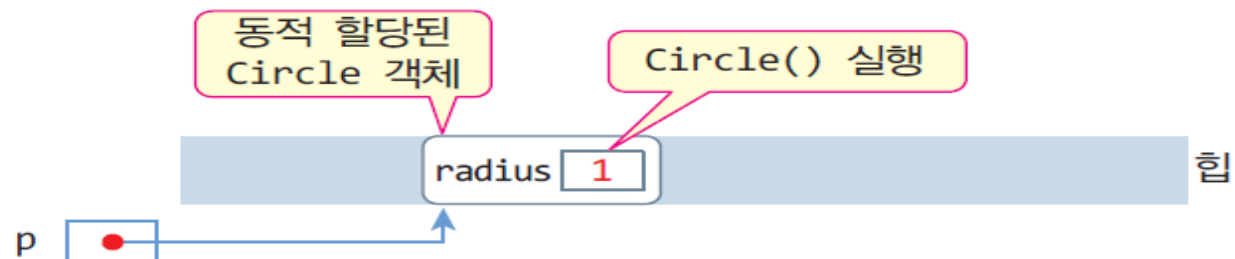 동적 할당된
Circle 객체
Circle() 실행
radius 1
힙
p